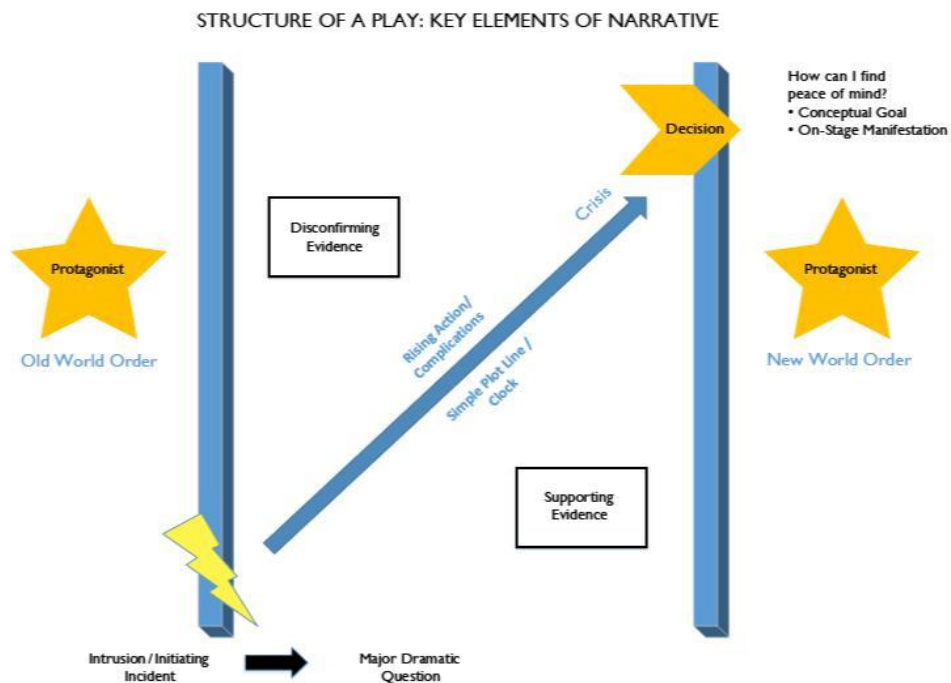 STRUCTURE OF A PLAY: KEY ELEMENTS OF NARRATIVE
How can I find
peace of mind?
• Conceptual Goal
• On-Stage Manifestation
Decision
Crisis
Disconfirming
Evidence
Protagonist
Old World Order
Protagonist
New World Order
Rising Action/
Complications
Simple Plot Line /
Clock
Supporting
Evidence
Intrusion/Initiating
Incident
Major Dramatic
Question